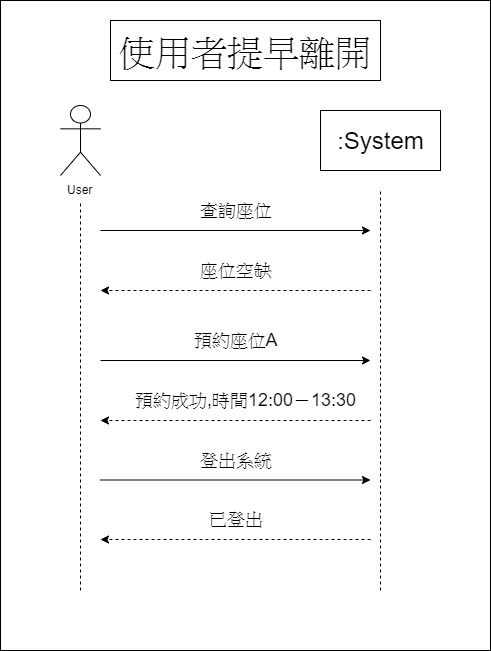 使用者提早離開
:System
User
查詢座位
座位空缺
預約座位A
預約成功,時間12:00－13:30
登出系統
已登出